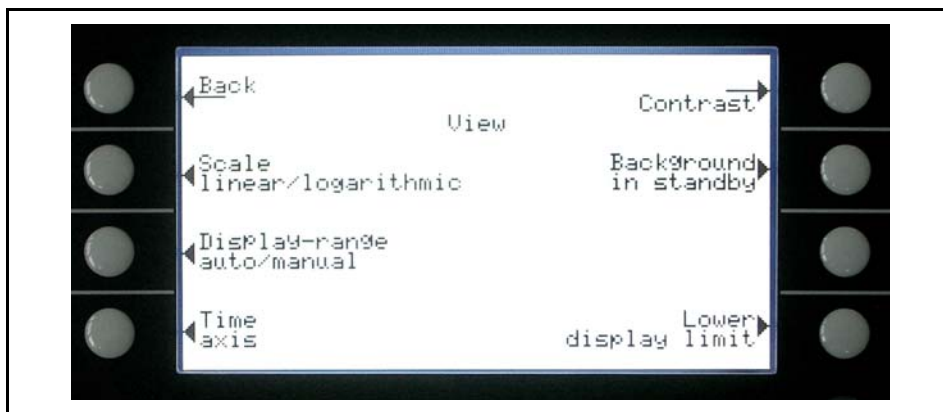 Back
Contrast
View
Scale
linear/logarithmic
Background
in standby
Display-range
auto/manual
Time
axis
Lower
display limit